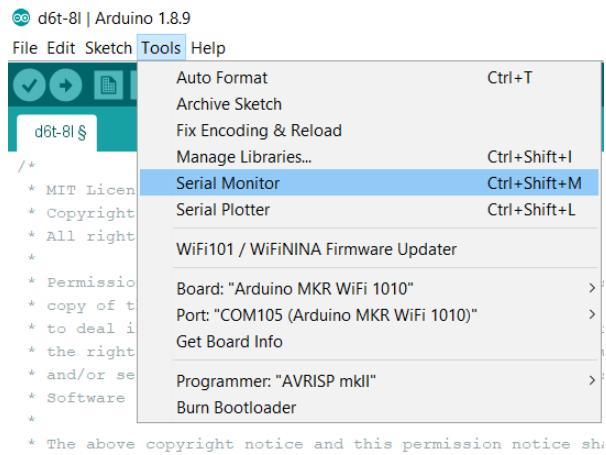 d6t-8l | Arduino 1.8.9
File Edit Sketch Tools Help
d6t-8l §
Auto Format Ctrl+T
Archive Sketch
Fix Encoding & Reload
Manage Libraries... Ctrl+Shift+I
Serial Monitor Ctrl+Shift+M
Serial Plotter Ctrl+Shift+L
WiFi101 / WiFiNINA Firmware Updater
Board: "Arduino MKR WiFi 1010"
Port: "COM105 (Arduino MKR WiFi 1010)"
Get Board Info
Programmer: "AVRISP mkII"
Burn Bootloader
/*
* MIT Licen
* Copyright
* All right
*
* Permissio
* copy of t
* to deal i
* the right
* and/or se
* Software
*
* The above copyright notice and this permission notice sha